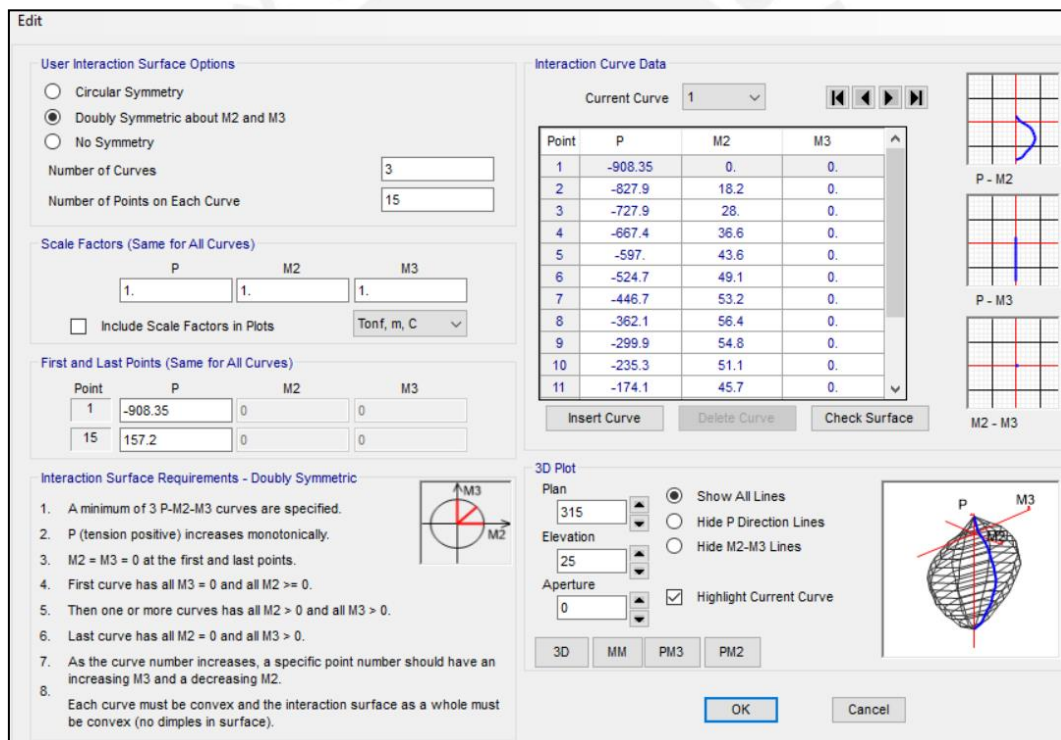 Edit
User Interaction Surface Options
Circular Symmetry
Doubly Symmetric about M2 and M3
No Symmetry
Number of Curves 3
Number of Points on Each Curve 15
Scale Factors (Same for All Curves)
P M2 M3
1. 1. 1.
Include Scale Factors in Plots Tonf, m, C
First and Last Points (Same for All Curves)
Point P M2 M3
1 -908.35 0 0
15 157.2 0 0
Interaction Surface Requirements - Doubly Symmetric
1. A minimum of 3 P-M2-M3 curves are specified.
2. P (tension positive) increases monotonically.
3. M2 = M3 = 0 at the first and last points.
4. First curve has all M3 = 0 and all M2 >= 0.
5. Then one or more curves has all M2 > 0 and all M3 > 0.
6. Last curve has all M2 = 0 and all M3 > 0.
7. As the curve number increases, a specific point number should have an
increasing M3 and a decreasing M2.
8.
Each curve must be convex and the interaction surface as a whole must
be convex (no dimples in surface).
M3
M2
Interaction Curve Data
Current Curve 1
Point P M2 M3
1 -908.35 0. 0.
2 -827.9 18.2 0.
3 -727.9 28. 0.
4 -667.4 36.6 0.
5 -597. 43.6 0.
6 -524.7 49.1 0.
7 -446.7 53.2 0.
8 -362.1 56.4 0.
9 -299.9 54.8 0.
10 -235.3 51.1 0.
11 -174.1 45.7 0.
Insert Curve Delete Curve Check Surface
P - M2
P - M3
M2 - M3
3D Plot
Plan
315
Elevation
25
Aperture
0
Show All Lines
Hide P Direction Lines
Hide M2-M3 Lines
Highlight Current Curve
3D MM PM3 PM2
P M3
M2
OK Cancel